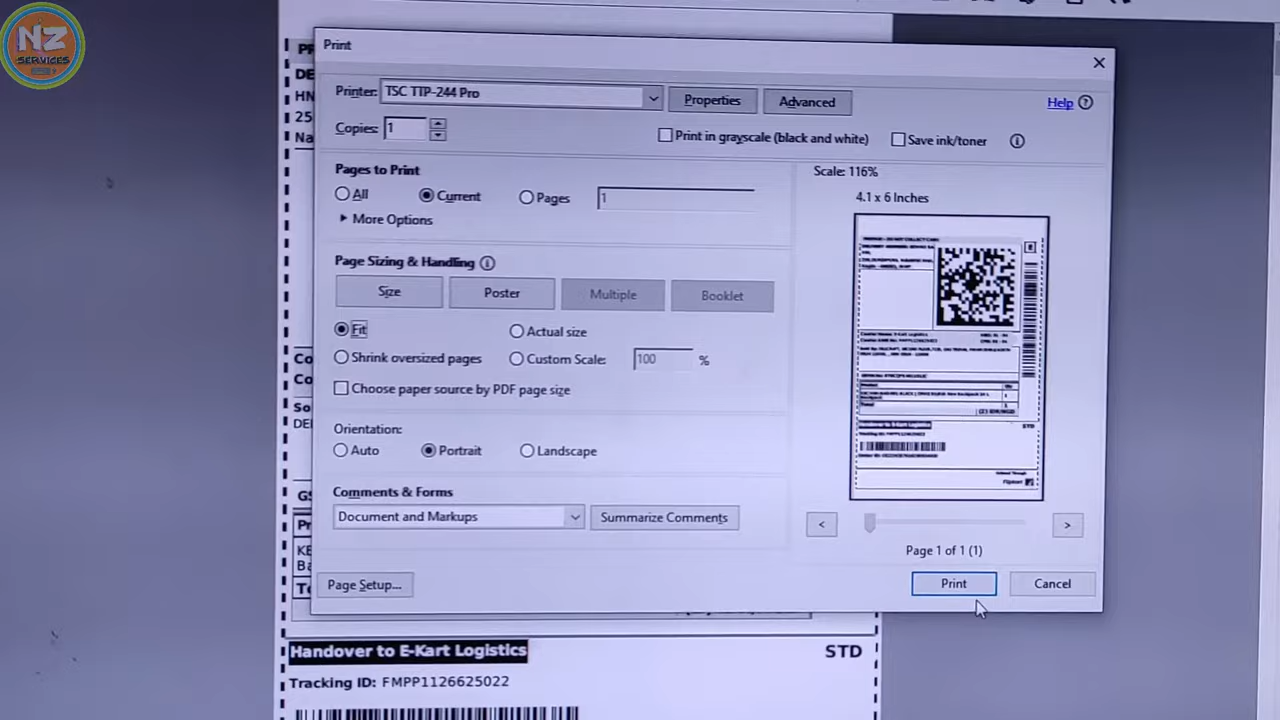 NZ
SERVICES
Print
Printer: TSC TTP-244 Pro
Properties
Advanced
Help
Copies: 1
Print in grayscale (black and white)
Save ink/toner
Pages to Print
All
Current
Pages
1
More Options
Scale: 116%
4.1 x 6 Inches
Page Sizing & Handling
Size
Poster
Multiple
Booklet
Fit
Actual size
Shrink oversized pages
Custom Scale:
100
%
Choose paper source by PDF page size
Orientation:
Auto
Portrait
Landscape
Comments & Forms
Document and Markups
Summarize Comments
<
>
Page 1 of 1 (1)
Page Setup...
Print
Cancel
Handover to E-Kart Logistics
STD
Tracking ID: FMPP1126625022